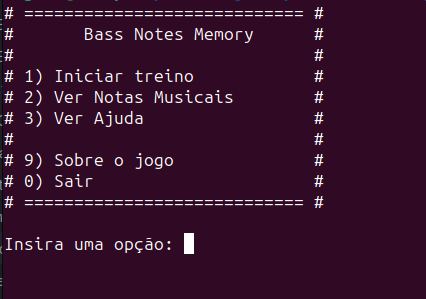 # ============================ #
#       Bass Notes Memory      #
#                              #
# 1) Iniciar treino            #
# 2) Ver Notas Musicais        #
# 3) Ver Ajuda                 #
#                              #
# 9) Sobre o jogo              #
# 0) Sair                      #
# ============================ #
Insira uma opção: